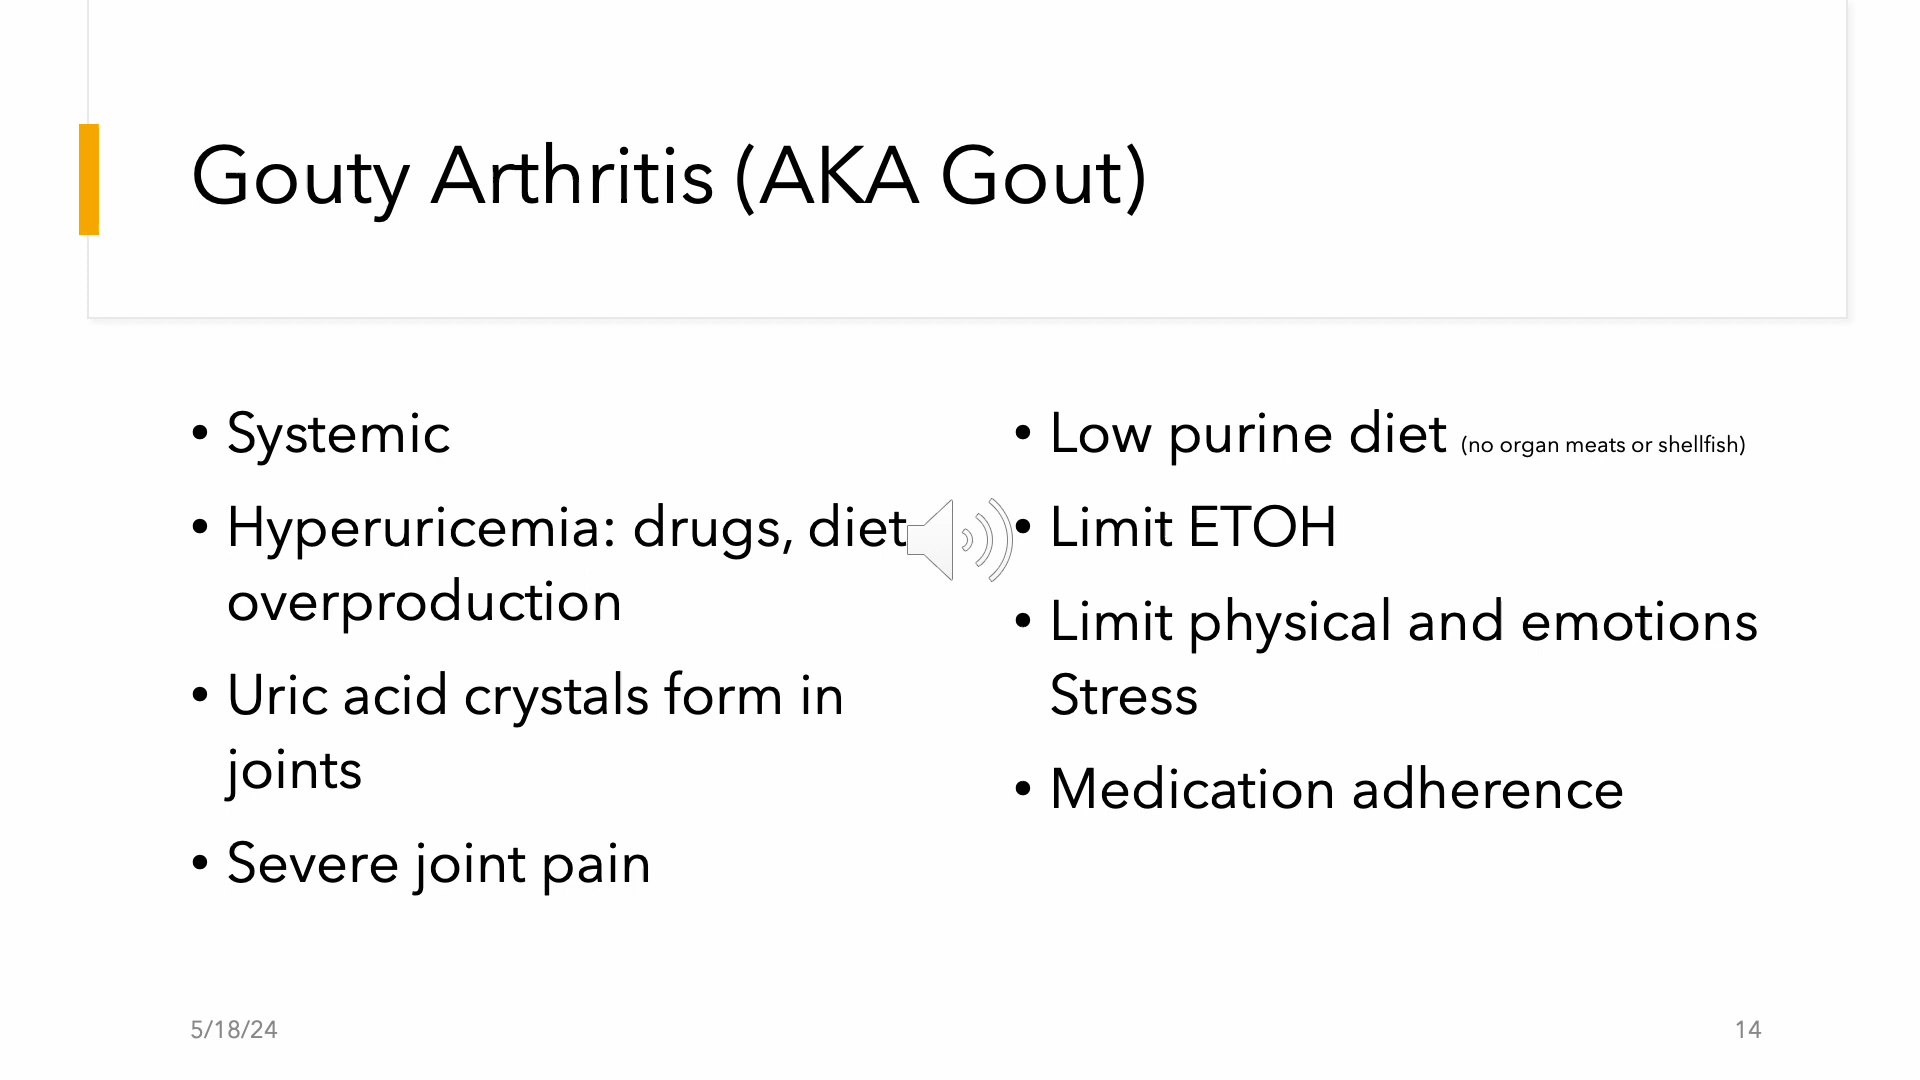 Gouty Arthritis (AKA Gout)
• Systemic
• Hyperuricemia: drugs, diet
overproduction
• Uric acid crystals form in
joints
• Severe joint pain
• Low purine diet (no organ meats or shellfish)
• Limit ETOH
• Limit physical and emotions
Stress
• Medication adherence
5/18/24
14